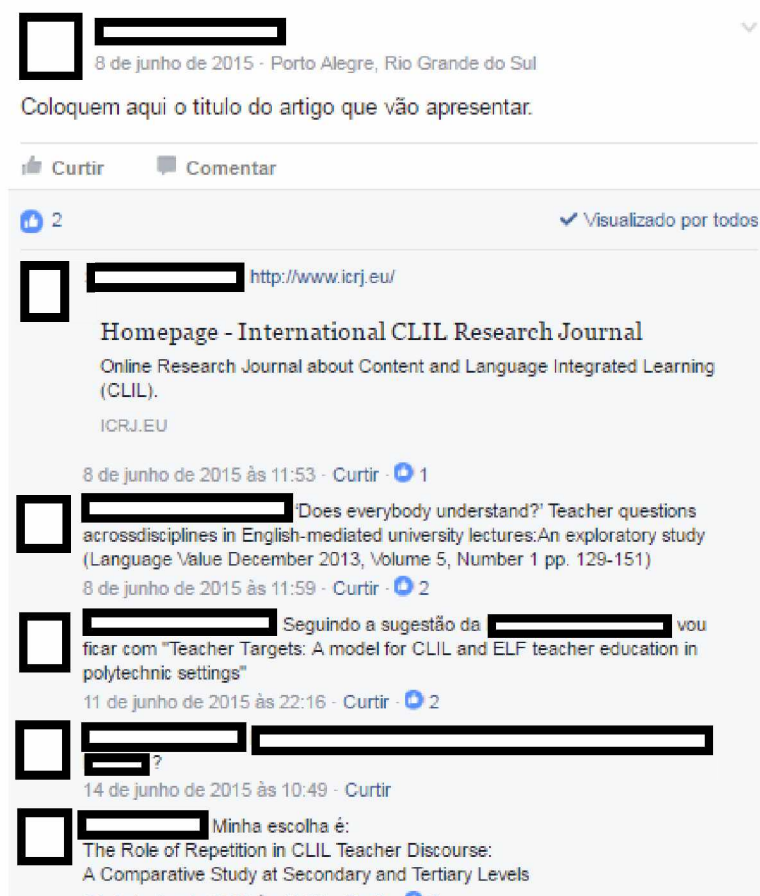 8 de junho de 2015 · Porto Alegre, Rio Grande do Sul
Coloquem aqui o titulo do artigo que vão apresentar.
Curtir Comentar
2 Visualizado por todos
http://www.icrj.eu/
Homepage - International CLIL Research Journal
Online Research Journal about Content and Language Integrated Learning
(CLIL).
ICRJ.EU
8 de junho de 2015 às 11:53 · Curtir · 1
'Does everybody understand?' Teacher questions
acrossdisciplines in English-mediated university lectures:An exploratory study
(Language Value December 2013, Volume 5, Number 1 pp. 129-151)
8 de junho de 2015 às 11:59 · Curtir · 2
Seguindo a sugestão da vou
ficar com "Teacher Targets: A model for CLIL and ELF teacher education in
polytechnic settings"
11 de junho de 2015 às 22:16 · Curtir · 2
?
14 de junho de 2015 às 10:49 · Curtir
Minha escolha é:
The Role of Repetition in CLIL Teacher Discourse:
A Comparative Study at Secondary and Tertiary Levels